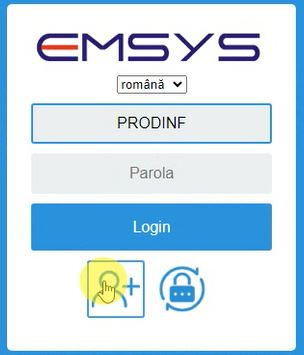 EMSYS
română
PRODINF
Parola
Login